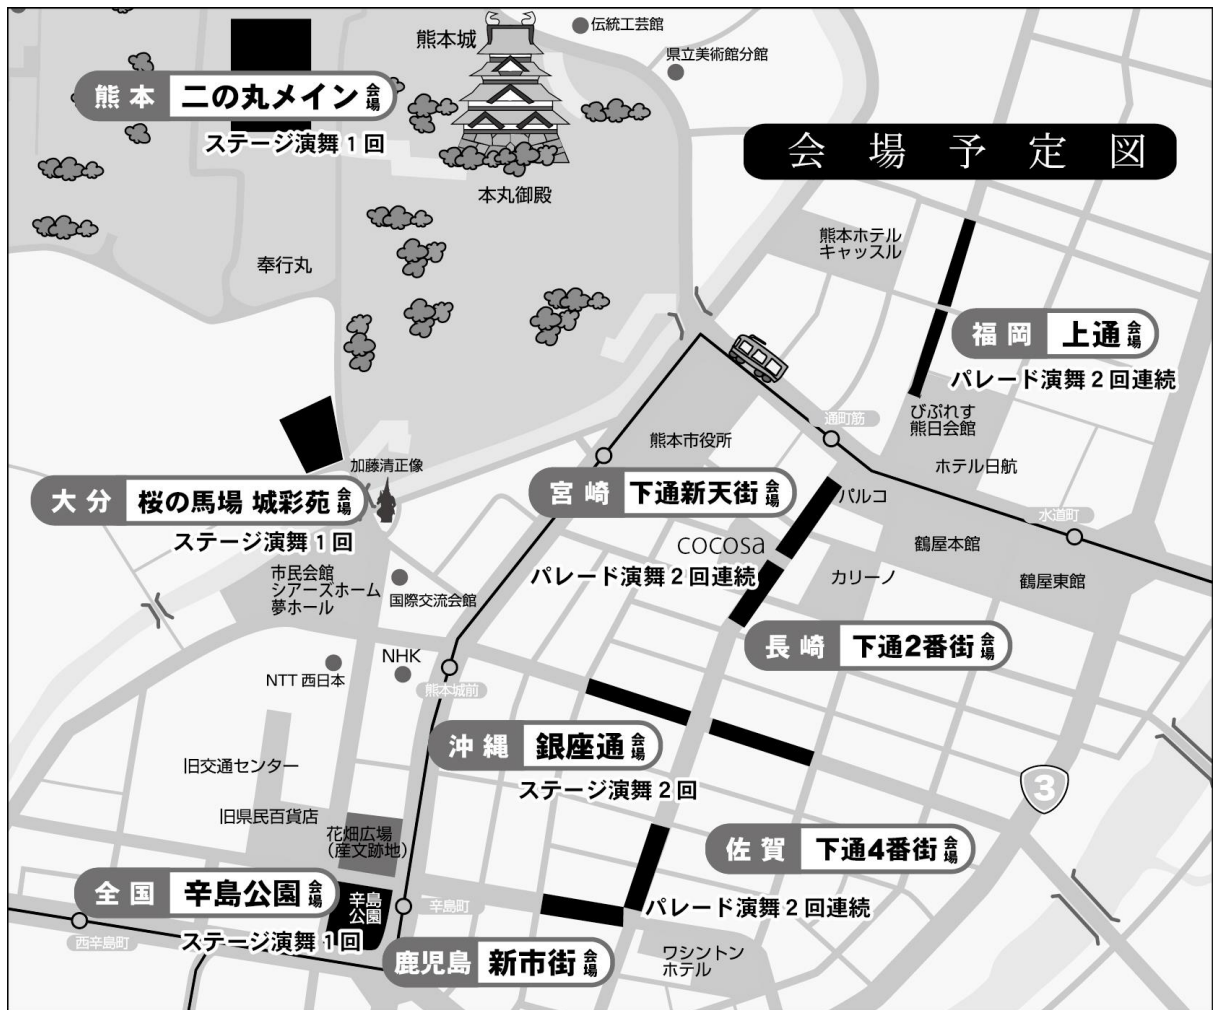 熊本城
伝統工芸館
県立美術館分館
熊本 二の丸メイン 会場
ステージ演舞1回
会場予定図
本丸御殿
奉行丸
熊本ホテル
キャッスル
福岡 上通 会場
パレード演舞2回連続
びぷれす
熊日会館
通町筋
熊本市役所
ホテル日航
加藤清正像
大分 桜の馬場 城彩苑 会場
ステージ演舞1回
宮崎 下通新天街 会場
パルコ
水道町
cocosa
鶴屋本館
パレード演舞2回連続
カリーノ
鶴屋東館
市民会館
シアーズホーム
夢ホール
国際交流会館
長崎 下通2番街 会場
NHK
NTT 西日本
熊本城前
沖縄 銀座通 会場
ステージ演舞2回
旧交通センター
3
旧県民百貨店
花畑広場
(産文跡地)
佐賀 下通4番街 会場
全国 辛島公園 会場
辛島
公園
辛島町
パレード演舞2回連続
西辛島町
ステージ演舞1回
鹿児島 新市街 会場
ワシントン
ホテル